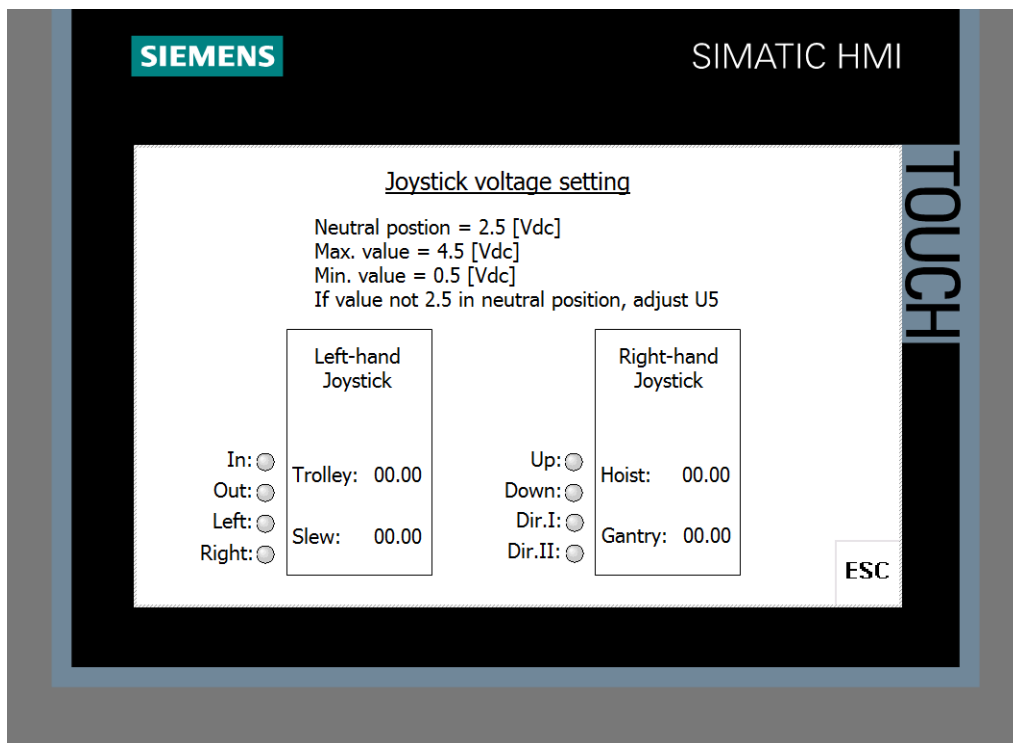 SIEMENS
SIMATIC HMI
TOUCH
Joystick voltage setting
Neutral postion = 2.5 [Vdc]
Max. value = 4.5 [Vdc]
Min. value = 0.5 [Vdc]
If value not 2.5 in neutral position, adjust U5
Left-hand
Joystick
In:
Out:
Left:
Right:
Trolley: 00.00
Slew: 00.00
Right-hand
Joystick
Up:
Down:
Dir.I:
Dir.II:
Hoist: 00.00
Gantry: 00.00
ESC